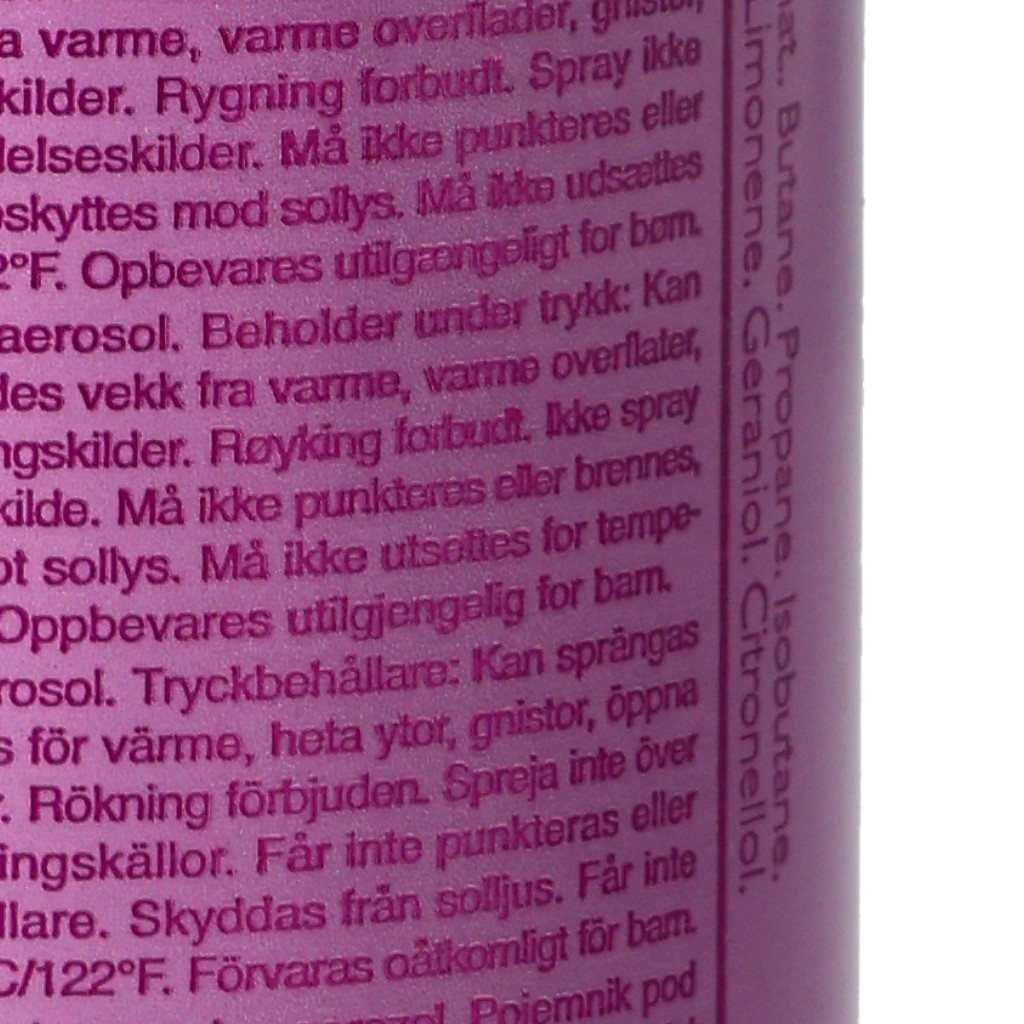 a varme, varme overflader, gnistor,
kilder. Rygning forbudt. Spray ikke
delseskilder. Må ikke punkteres eller
eskyttes mod sollys. Må ikke udsættes
2°F. Opbevares utilgængeligt for børn.
aerosol. Beholder under trykk: Kan
des vekk fra varme, varme overflater,
ngskilder. Røyking forbudt. Ikke spray
kilde. Må ikke punkteres eller brennes,
ot sollys. Må ikke utsettes for tempe-
Oppbevares utilgjengelig for barn.
rosol. Tryckbehållare: Kan sprängas
s för värme, heta ytor, gnistor, öppna
r. Rökning förbjuden. Spreja inte över
ingskällor. Får inte punkteras eller
llare. Skyddas från solljus. Får inte
C/122°F. Förvaras oåtkomligt för barn.
Pojemnik pod
nat.. Butane. Propane. Isobutane.
Limonene. Geraniol. Citronellol.